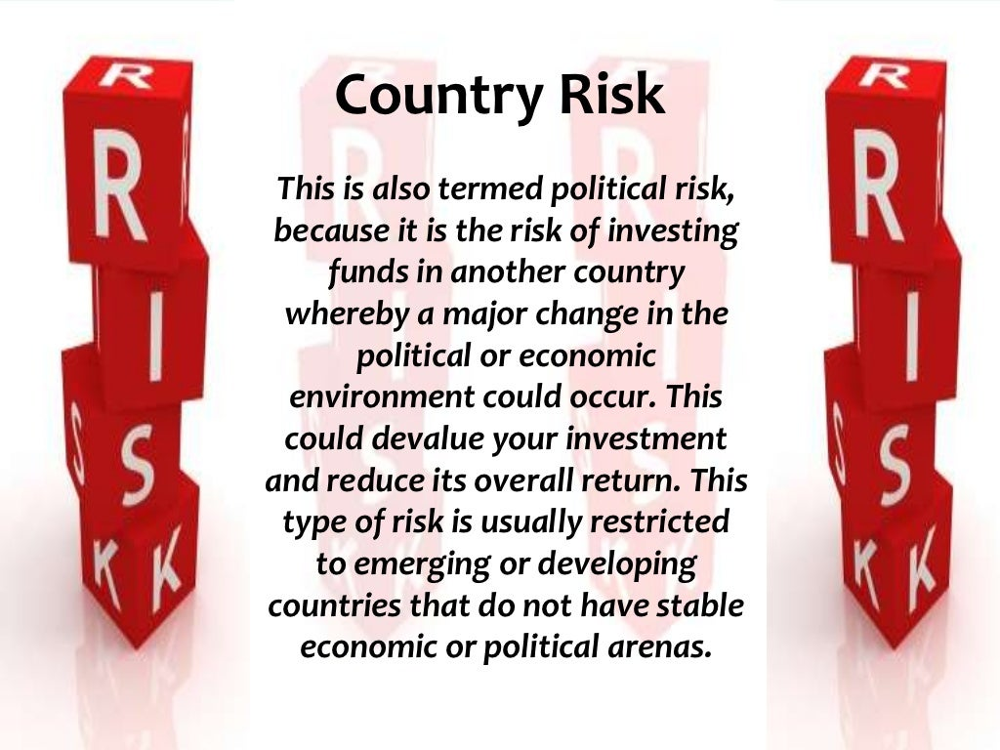 Country Risk
This is also termed political risk,
because it is the risk of investing
funds in another country
whereby a major change in the
political or economic
environment could occur. This
could devalue your investment
and reduce its overall return. This
type of risk is usually restricted
to emerging or developing
countries that do not have stable
economic or political arenas.
R
R
I
S
S
K
K
R
R
I
S
S
K
K